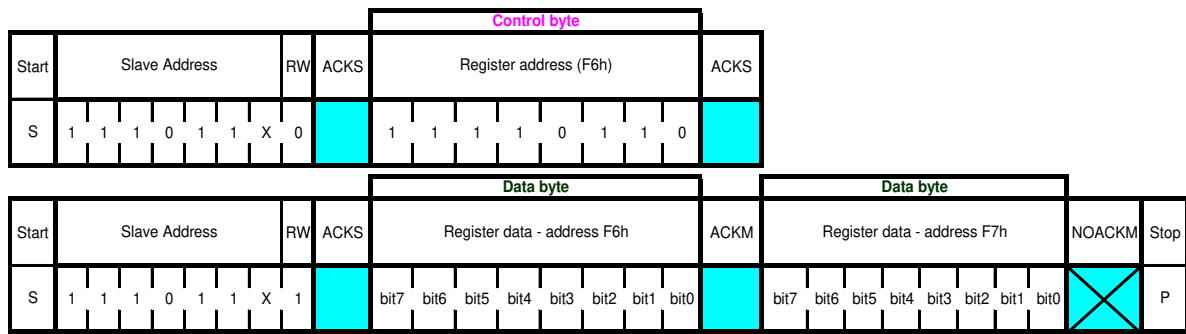 Control byte
Start Slave Address RW ACKS Register address (F6h) ACKS
S 1 1 1 0 1 1 X 0 1 1 1 1 0 1 1 0
Data byte Data byte
Start Slave Address RW ACKS Register data - address F6h ACKM Register data - address F7h NOACKM Stop
S 1 1 1 0 1 1 X 1 bit7 bit6 bit5 bit4 bit3 bit2 bit1 bit0 bit7 bit6 bit5 bit4 bit3 bit2 bit1 bit0 P